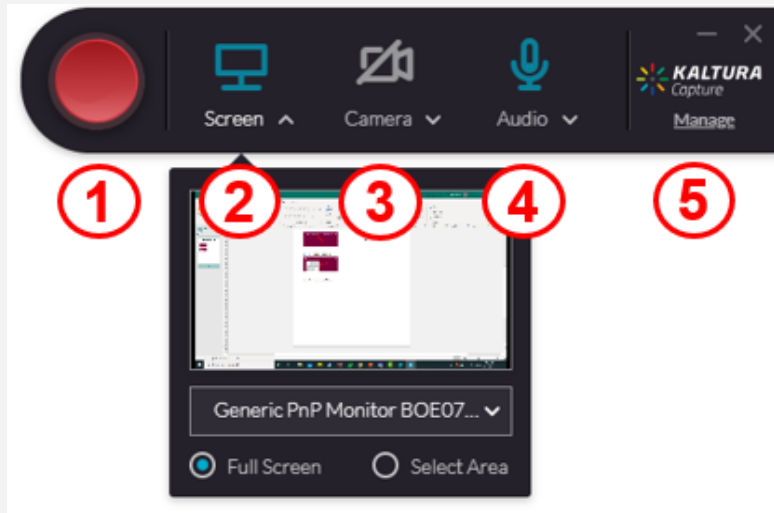 KALTURA
Capture
Screen
Camera
Audio
Manage
1
2
3
4
5
Generic PnP Monitor BOE07...
Full Screen
Select Area